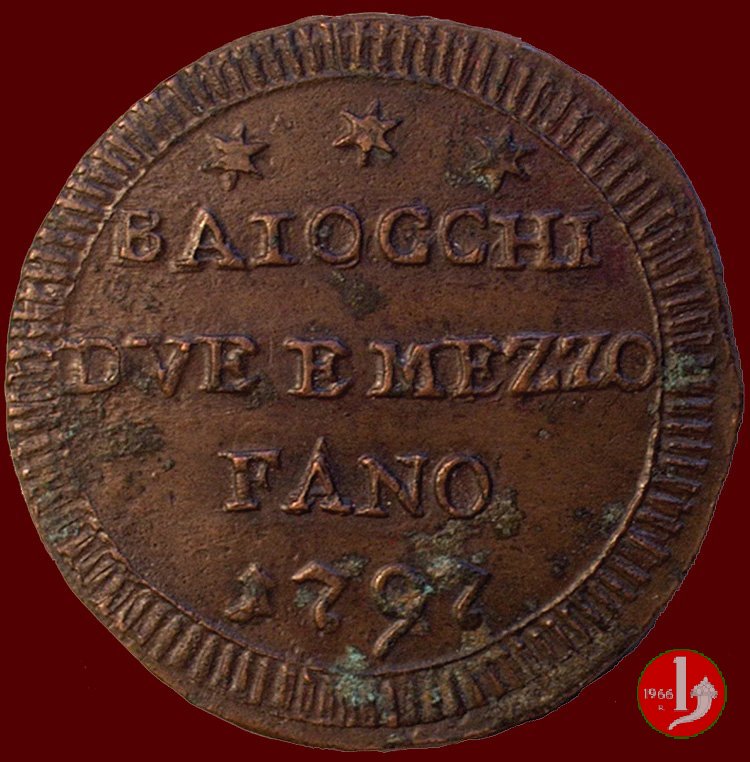 BAIOCCHI
DVE E MEZZO
FANO
1797
1966
R.